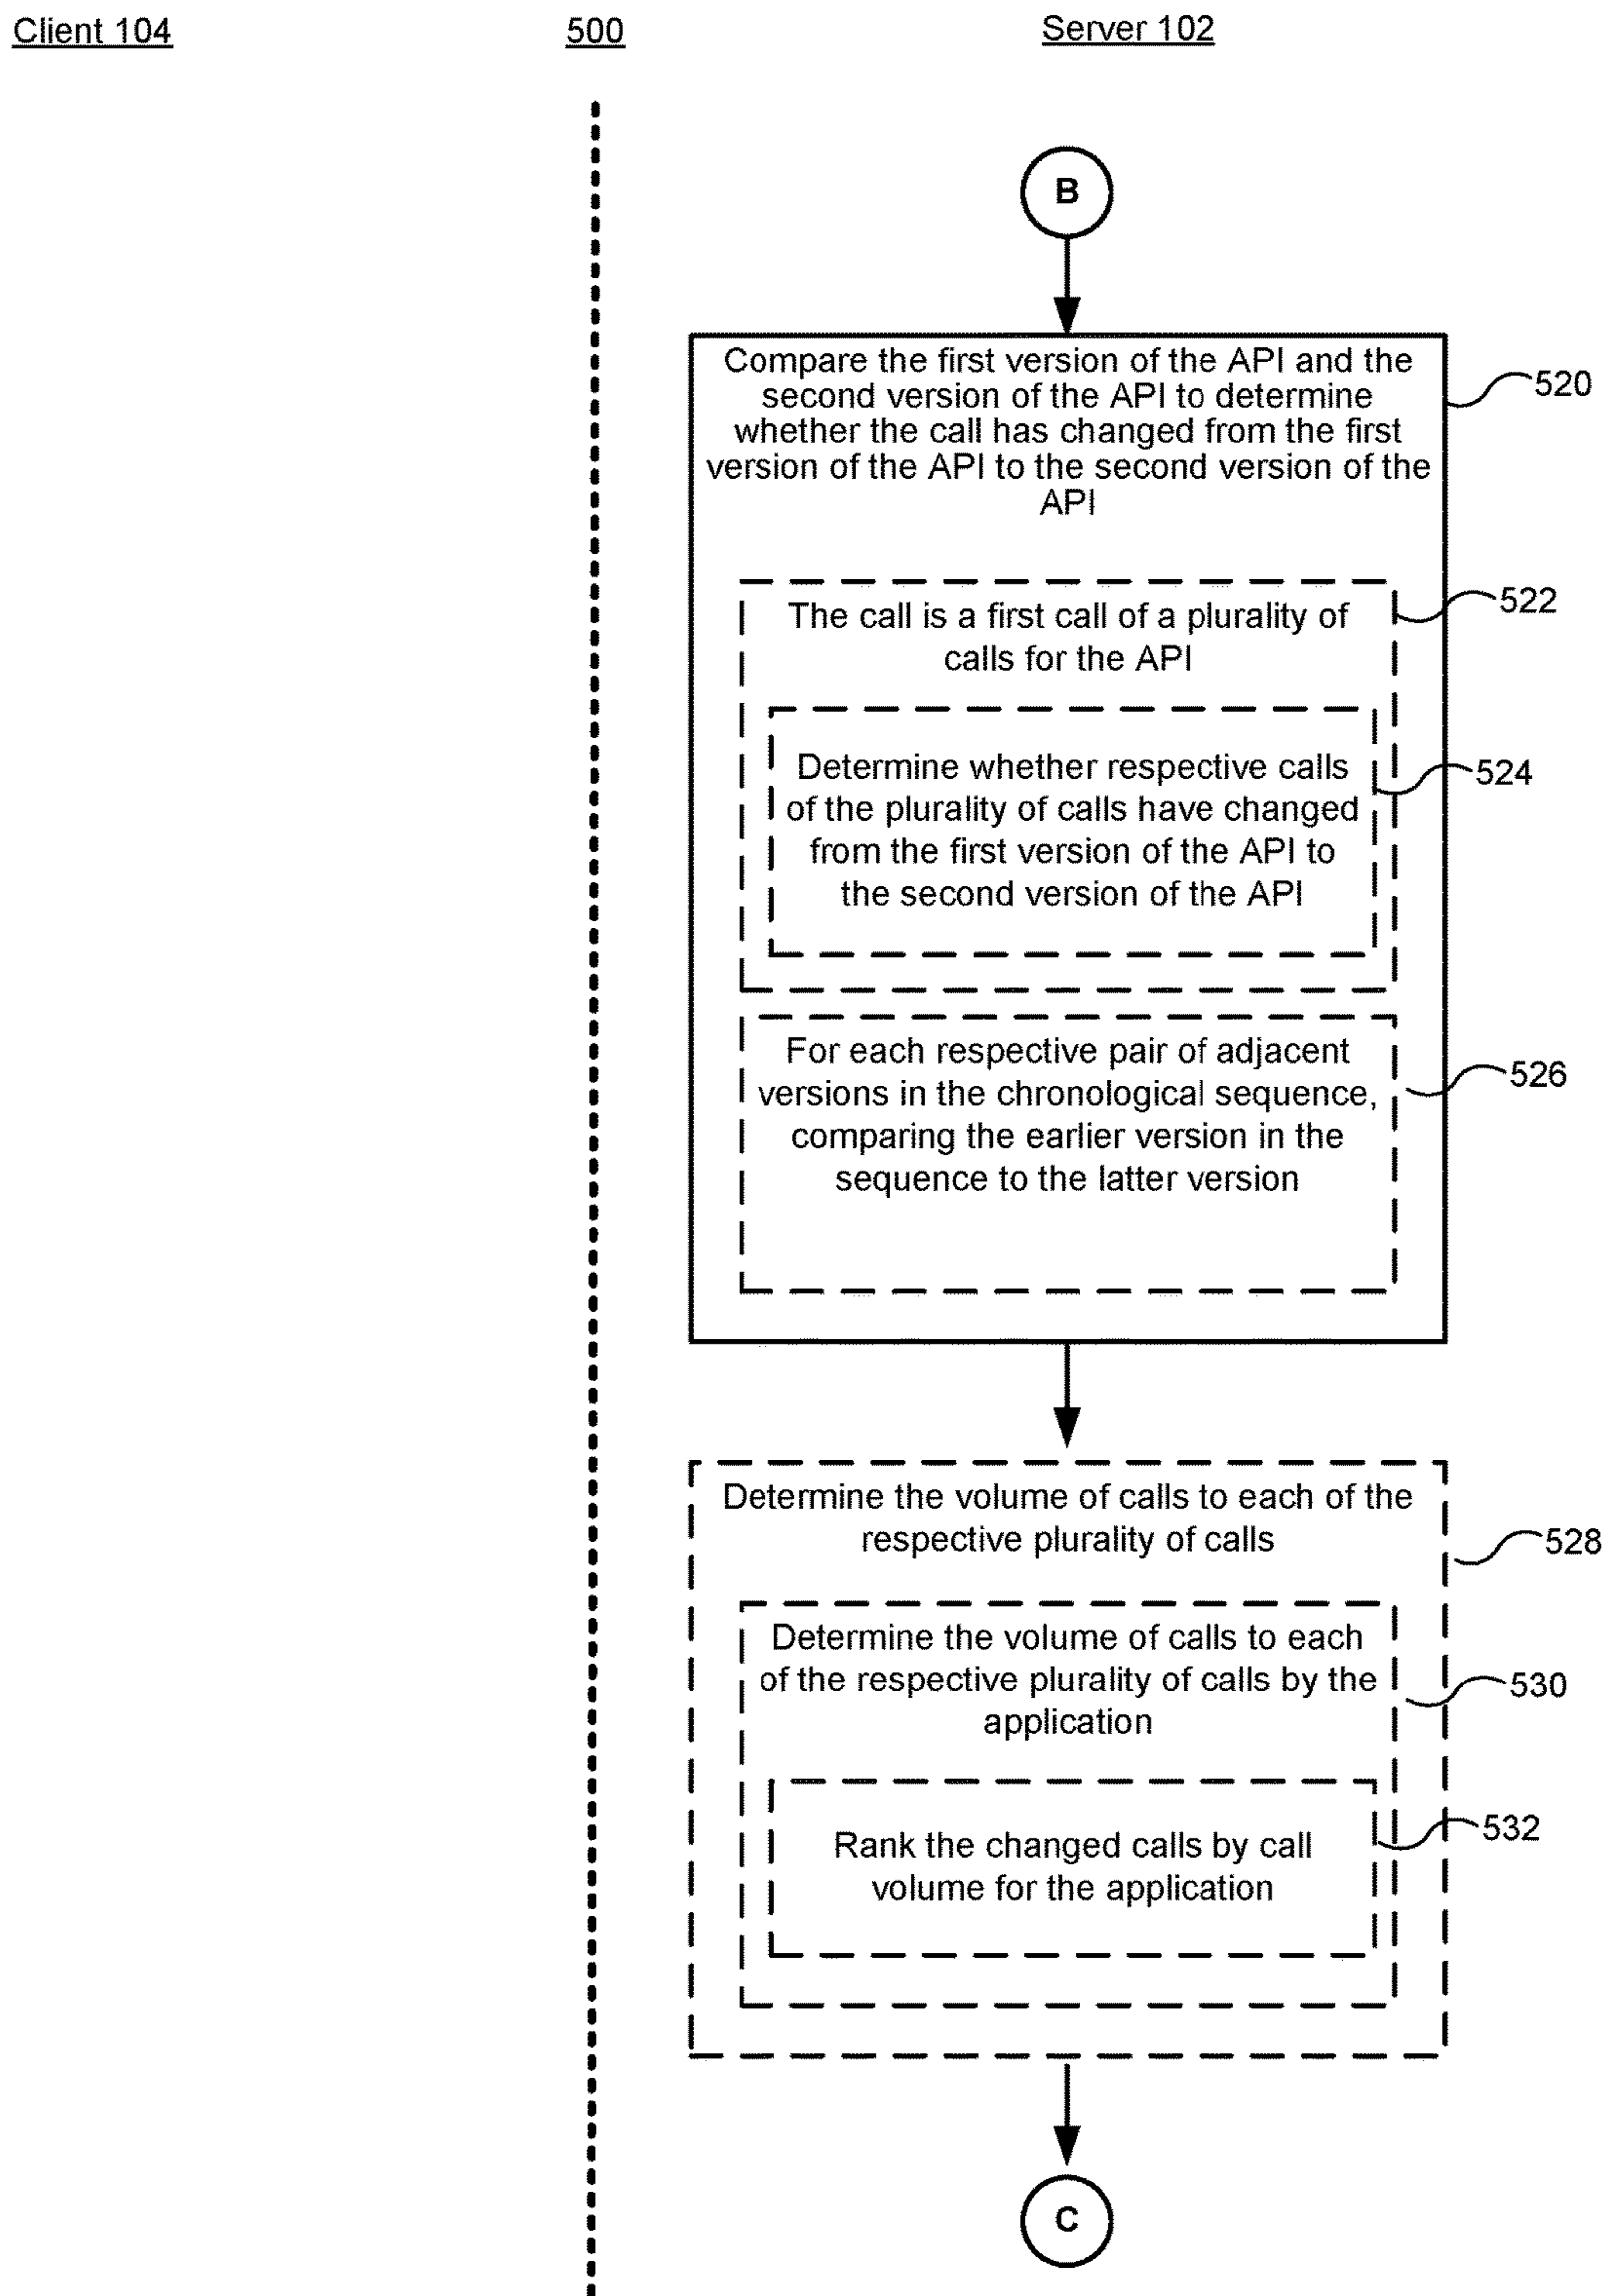 Client 104
500
Server 102
B
Compare the first version of the API and the
second version of the API to determine
whether the call has changed from the first
version of the API to the second version of the
API
520
The call is a first call of a plurality of
calls for the API
522
Determine whether respective calls
of the plurality of calls have changed
from the first version of the API to
the second version of the API
524
For each respective pair of adjacent
versions in the chronological sequence,
comparing the earlier version in the
sequence to the latter version
526
Determine the volume of calls to each of the
respective plurality of calls
528
Determine the volume of calls to each
of the respective plurality of calls by the
application
530
Rank the changed calls by call
volume for the application
532
C